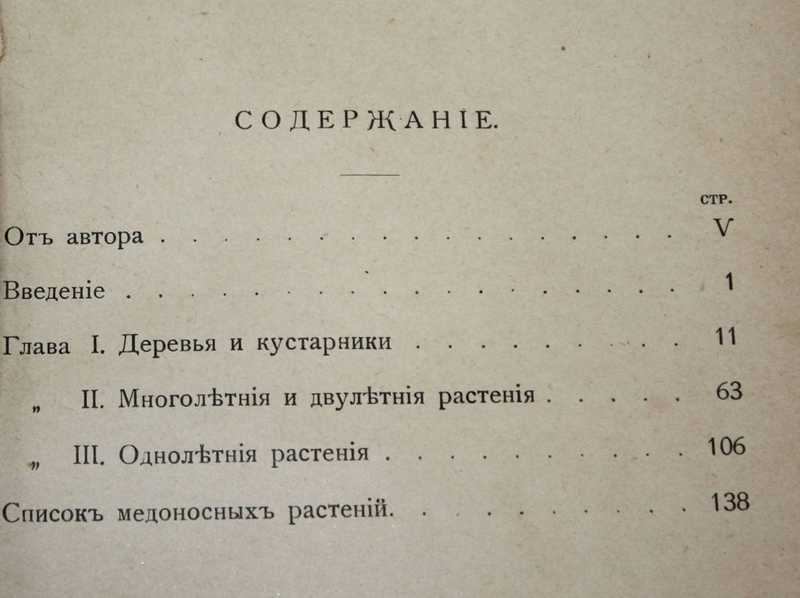 СОДЕРЖАНІЕ.
СТР.
Отъ автора . . . . . . . . . . . . . . . . . V
Введеніе . . . . . . . . . . . . . . . . . . 1
Глава I. Деревья и кустарники . . . . . . . . . 11
„ II. Многолѣтнія и двулѣтнія растенія . . . . . 63
„ III. Однолѣтнія растенія . . . . . . . . . . 106
Списокъ медоносныхъ растеній. . . . . . . . . . 138